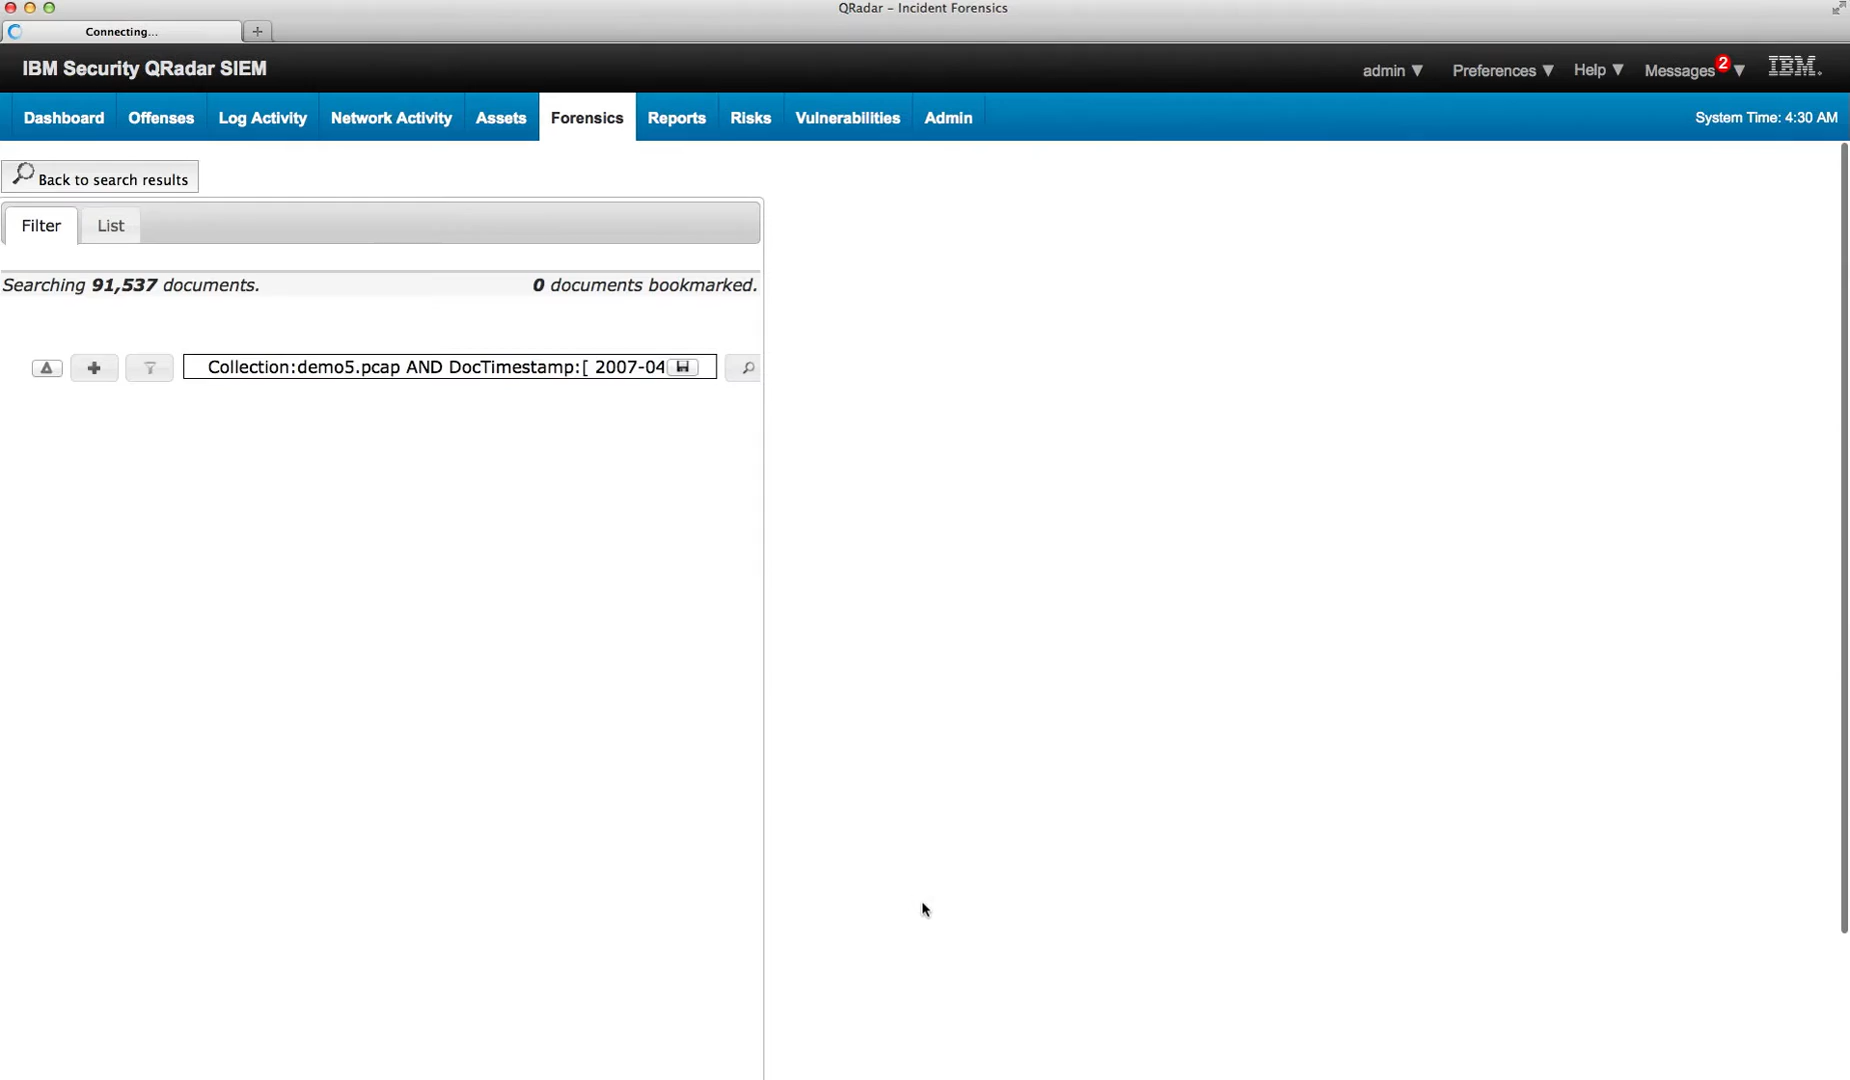 QRadar – Incident Forensics
Connecting...
IBM Security QRadar SIEM
admin Preferences Help Messages 2 IBM.
Dashboard Offenses Log Activity Network Activity Assets Forensics Reports Risks Vulnerabilities Admin System Time: 4:30 AM
Back to search results
Filter List
Searching 91,537 documents. 0 documents bookmarked.
Collection:demo5.pcap AND DocTimestamp:[ 2007-04